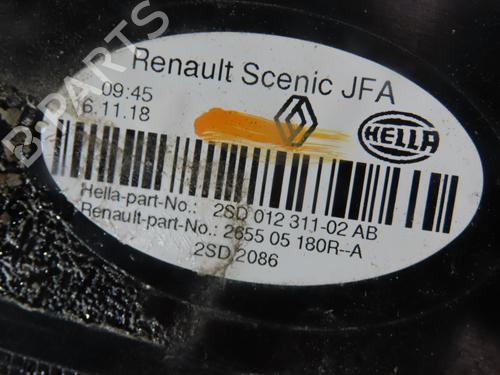 Renault Scenic JFA
09:45
6.11.18
HELLA
Hella-part-No.: 2SD 012 311-02 AB
Renault-part-No.: 2655 05 180R--A
2SD 2086
B-PARTS